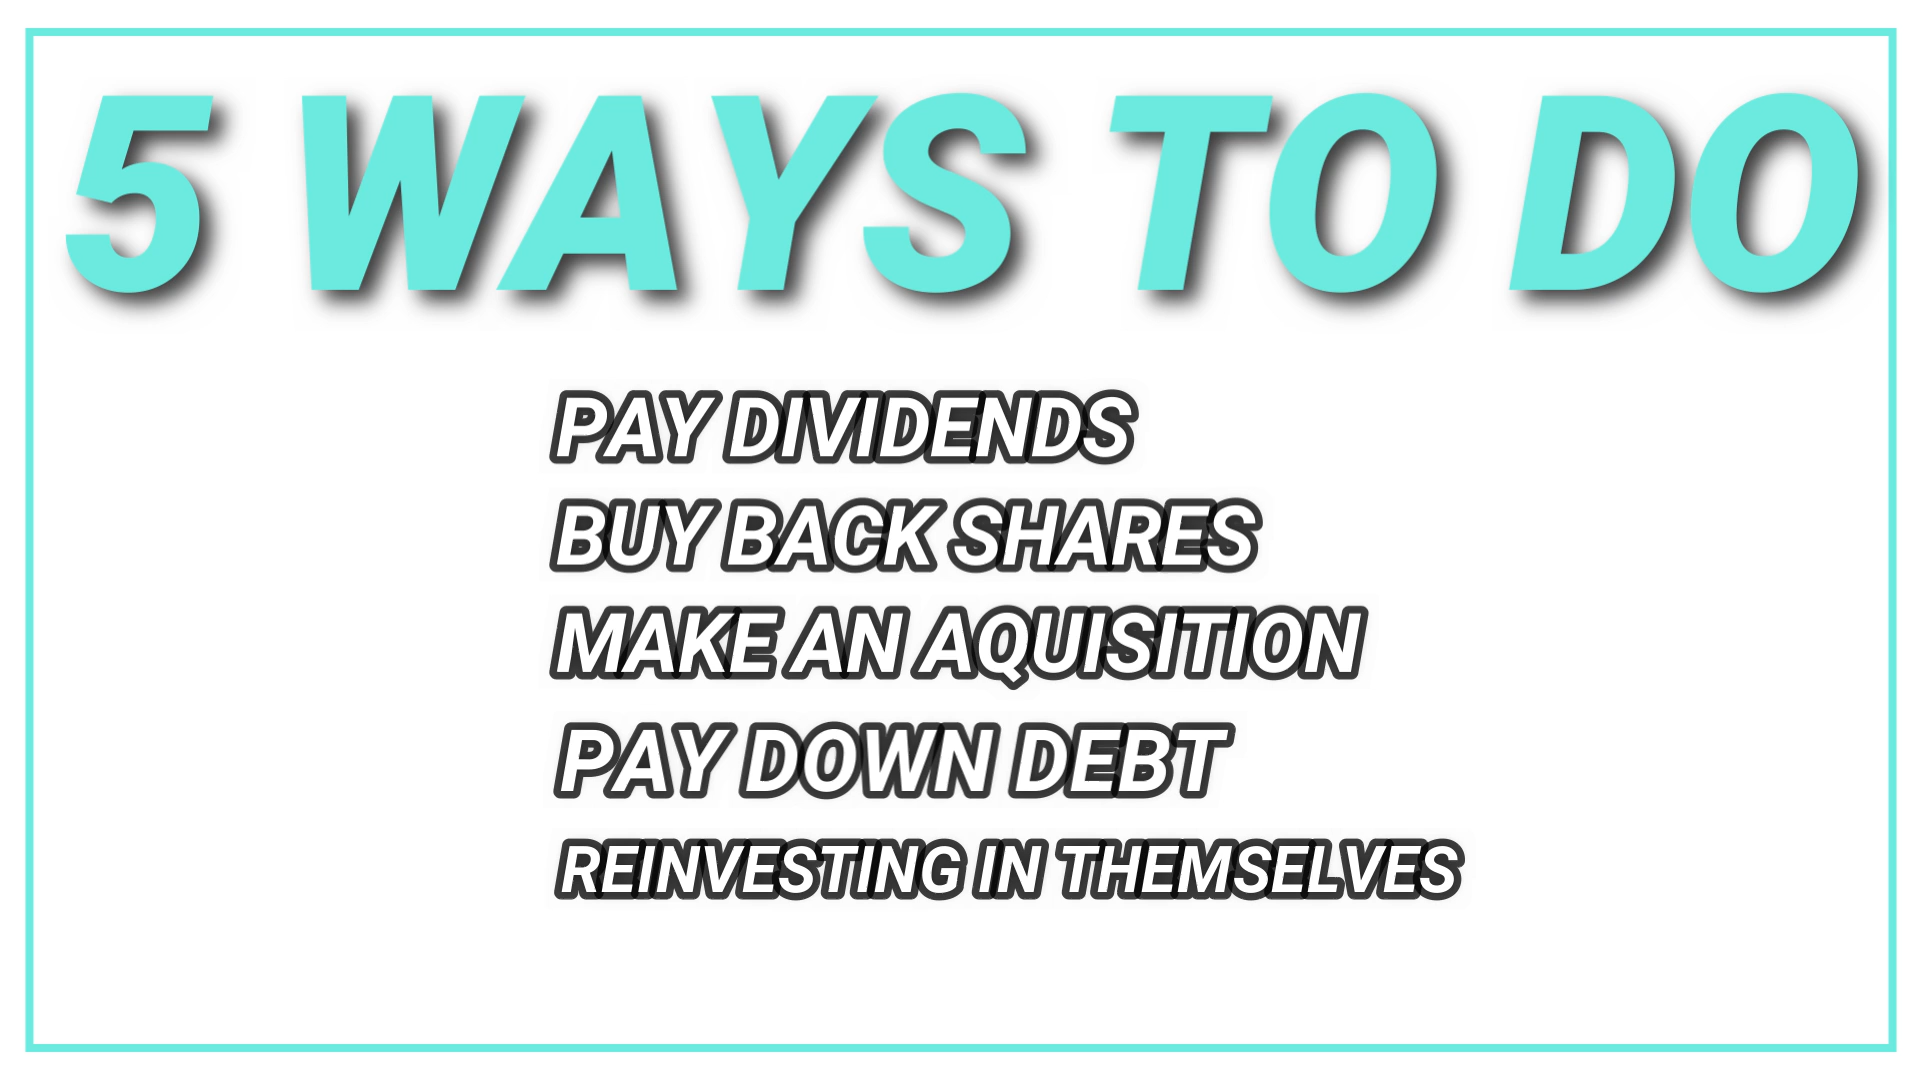 5 WAYS TO DO
PAY DIVIDENDS
BUY BACK SHARES
MAKE AN AQUISITION
PAY DOWN DEBT
REINVESTING IN THEMSELVES